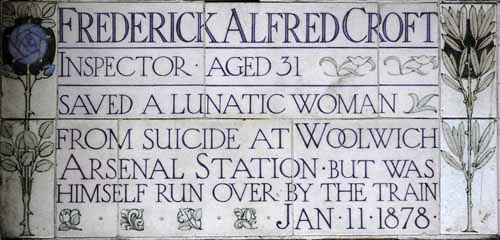 FREDERICK ALFRED CROFT
INSPECTOR · AGED 31
SAVED A LUNATIC WOMAN
FROM SUICIDE AT WOOLWICH
ARSENAL STATION · BUT WAS
HIMSELF RUN OVER · BY THE TRAIN
JAN · 11 · 1878 ·